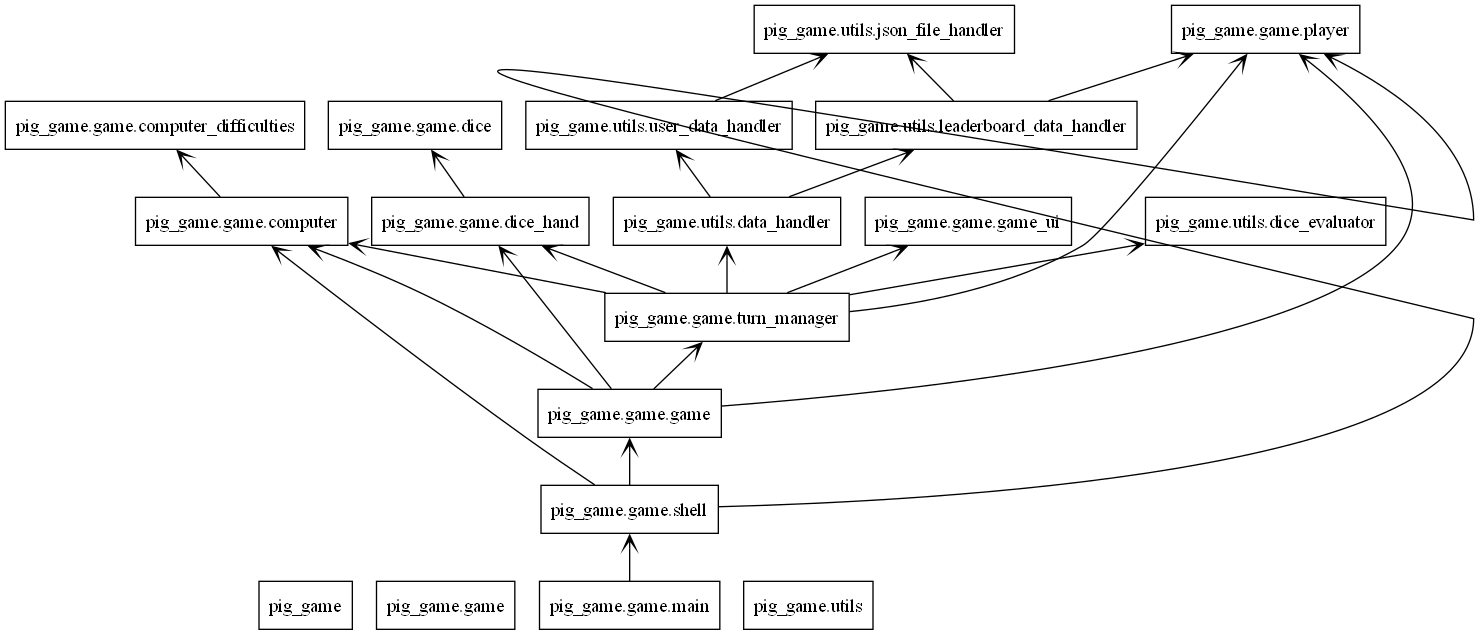 pig_game.utils.json_file_handler
pig_game.game.player
pig_game.game.computer_difficulties
pig_game.game.dice
pig_game.utils.user_data_handler
pig_game.utils.leaderboard_data_handler
pig_game.game.computer
pig_game.game.dice_hand
pig_game.utils.data_handler
pig_game.game.game_ui
pig_game.utils.dice_evaluator
pig_game.game.turn_manager
pig_game.game.game
pig_game.game.shell
pig_game
pig_game.game
pig_game.game.main
pig_game.utils